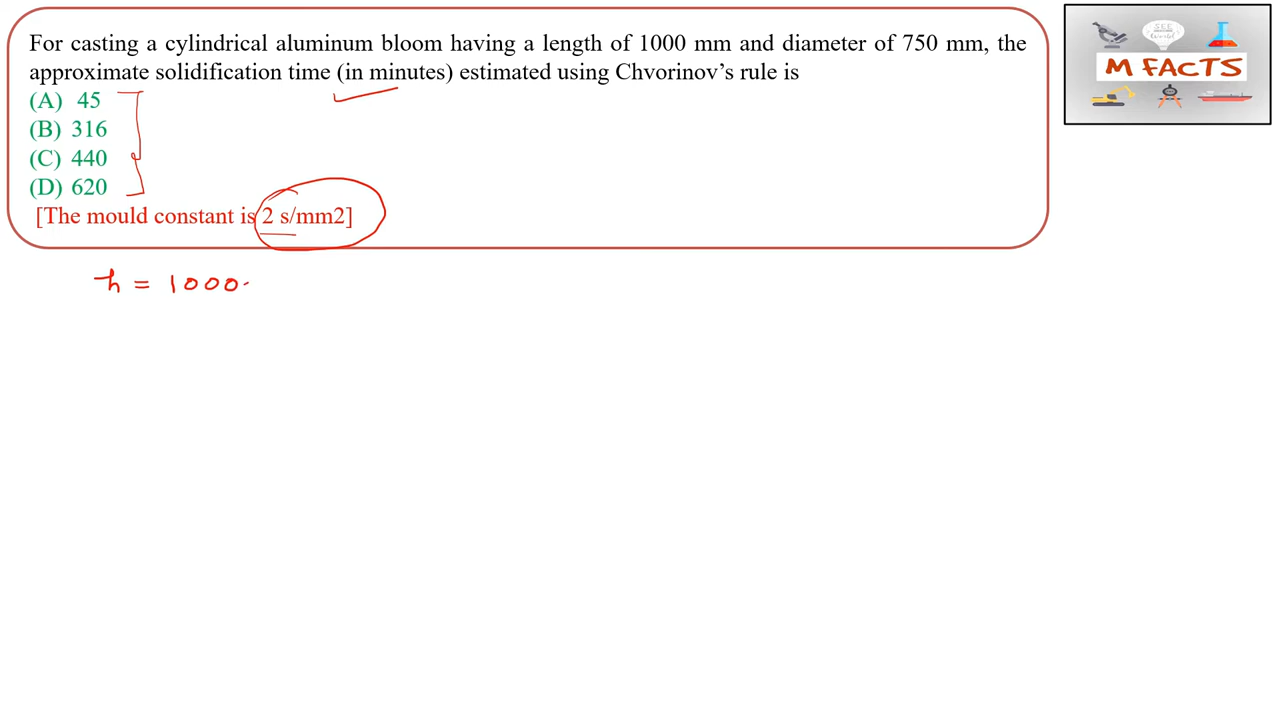 For casting a cylindrical aluminum bloom having a length of 1000 mm and diameter of 750 mm, the
approximate solidification time (in minutes) estimated using Chvorinov’s rule is
(A) 45
(B) 316
(C) 440
(D) 620
[The mould constant is 2 s/mm2]
h = 1000.
M FACTS